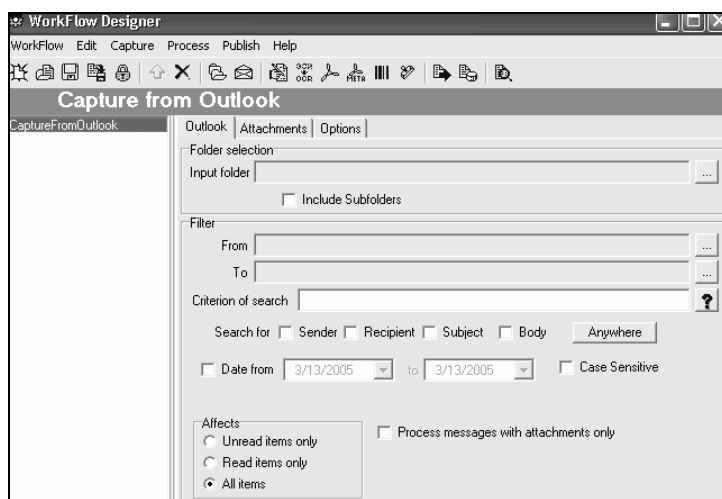 WorkFlow Designer
WorkFlow Edit Capture Process Publish Help
OCR META
Capture from Outlook
CaptureFromOutlook
Outlook Attachments Options
Folder selection
Input folder ...
Include Subfolders
Filter
From ...
To ...
Criterion of search ?
Search for Sender Recipient Subject Body Anywhere
Date from 3/13/2005 to 3/13/2005 Case Sensitive
Affects
Unread items only Process messages with attachments only
Read items only
All items